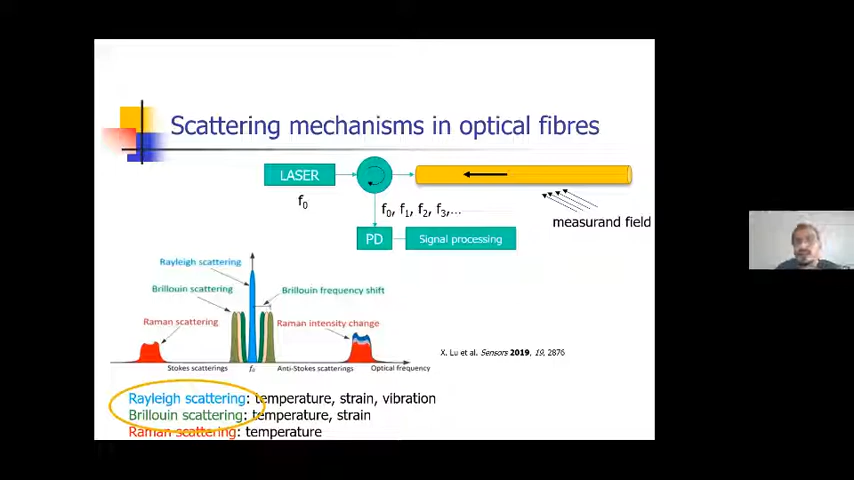 Scattering mechanisms in optical fibres
LASER
f0
f0, f1, f2, f3,...
measurand field
PD
Signal processing
Rayleigh scattering
Brillouin scattering
Brillouin frequency shift
Raman scattering
Raman intensity change
X. Lu et al. Sensors 2019, 19, 2876
Stokes scatterings
f0
Anti-Stokes scatterings
Optical frequency
Rayleigh scattering: temperature, strain, vibration
Brillouin scattering: temperature, strain
Raman scattering: temperature